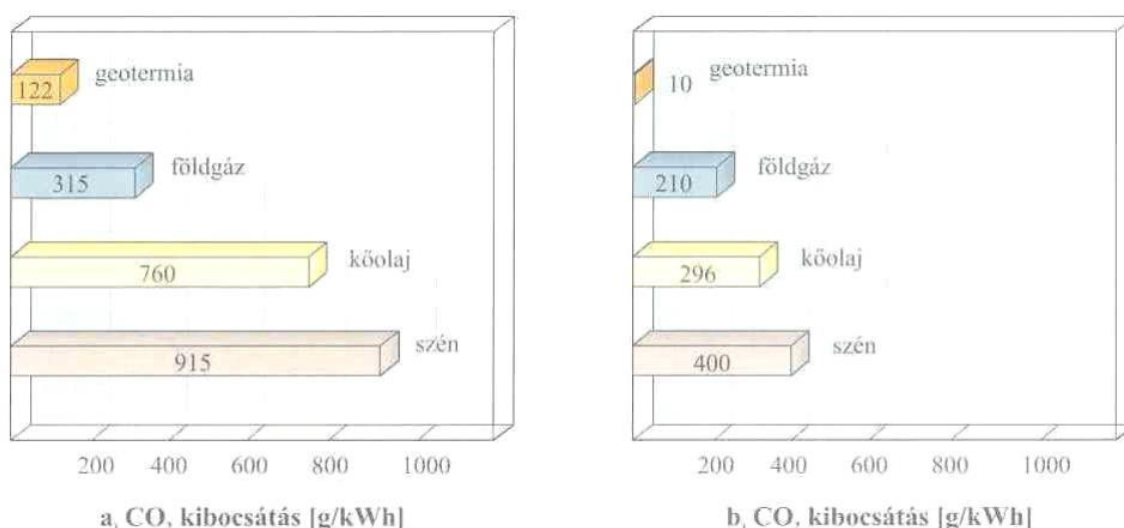 geotermia
122
földgáz
315
kőolaj
760
szén
915
200 400 600 800 1000
a, CO, kibocsátás [g/kWh]
geotermia
10
földgáz
210
kőolaj
296
szén
400
200 400 600 800 1000
b, CO, kibocsátás [g/kWh]